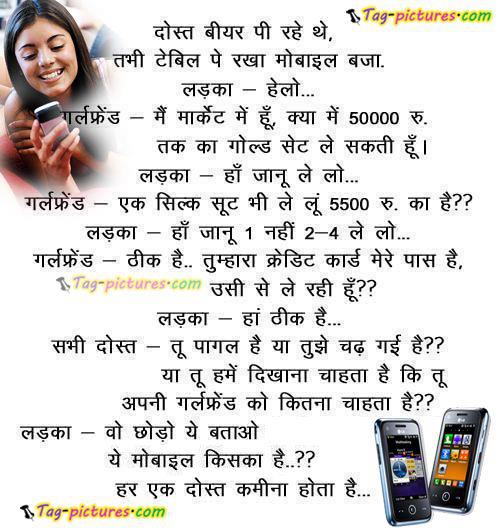 Tag-pictures.com
दोस्त बीयर पी रहे थे,
तभी टेबिल पे रखा मोबाइल बजा.
लड़का – हेलो...
गर्लफ्रेंड – मैं मार्केट में हूँ, क्या में 50000 रु.
तक का गोल्ड सेट ले सकती हूँ।
लड़का – हाँ जानू ले लो...
गर्लफ्रेंड – एक सिल्क सूट भी ले लूं 5500 रु. का है??
लड़का – हाँ जानू 1 नहीं 2–4 ले लो...
गर्लफ्रेंड – ठीक है.. तुम्हारा क्रेडिट कार्ड मेरे पास है,
Tag-pictures.com उसी से ले रही हूँ??
लड़का – हां ठीक है...
सभी दोस्त – तू पागल है या तुझे चढ़ गई है??
या तू हमें दिखाना चाहता है कि तू
अपनी गर्लफ्रेंड को कितना चाहता है??
लड़का – वो छोड़ो ये बताओ
ये मोबाइल किसका है..??
हर एक दोस्त कमीना होता है...
Tag-pictures.com